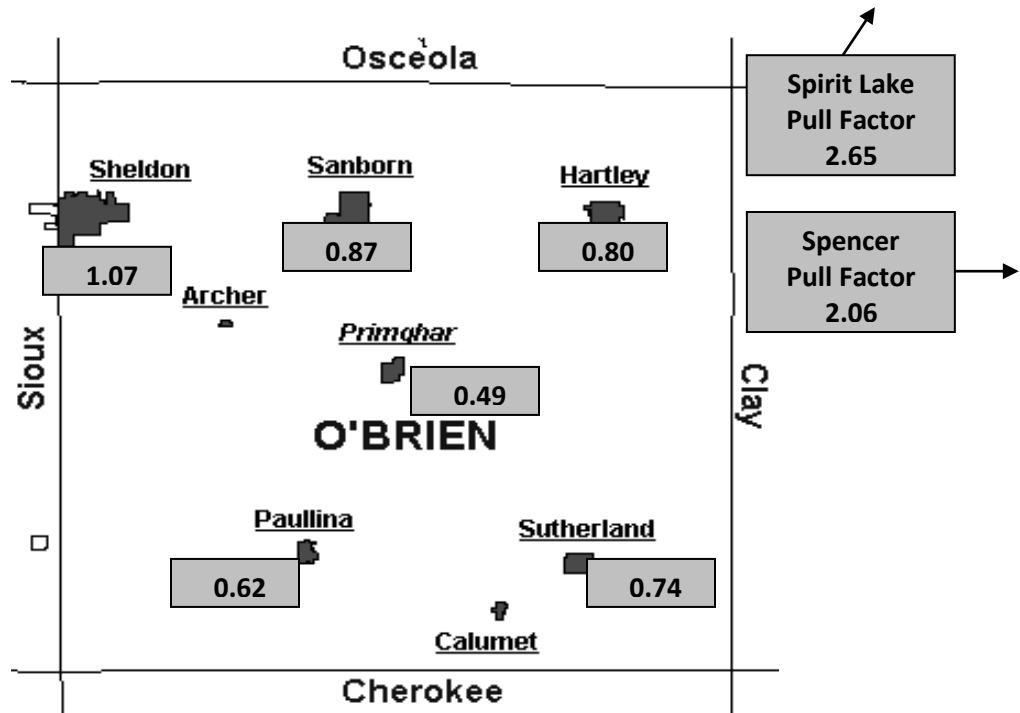 Osceola
Spirit Lake
Pull Factor
2.65
Sheldon
Sanborn
Hartley
1.07
0.87
0.80
Spencer
Pull Factor
2.06
Archer
Primghar
0.49
Sioux
Clay
O'BRIEN
Paullina
Sutherland
0.62
0.74
Calumet
Cherokee